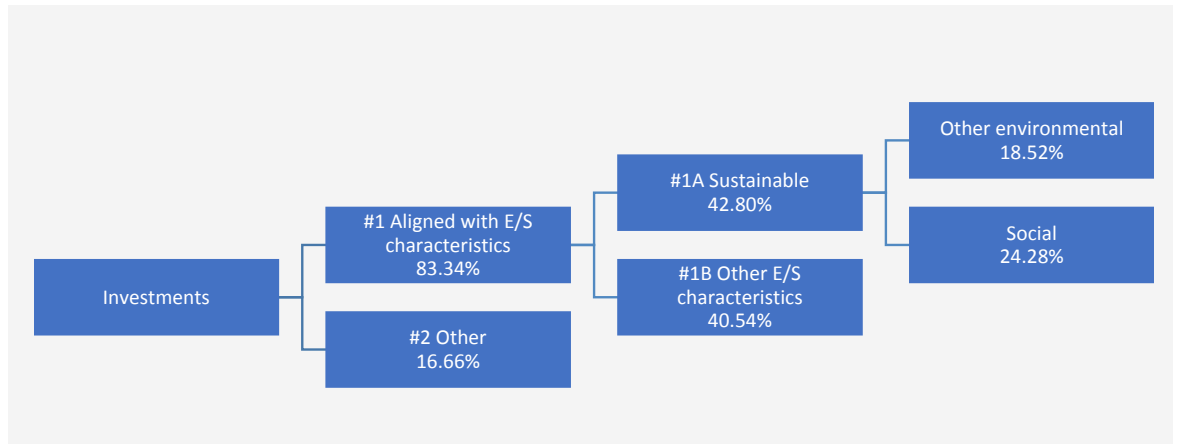 Investments
#1 Aligned with E/S
characteristics
83.34%
#2 Other
16.66%
#1A Sustainable
42.80%
#1B Other E/S
characteristics
40.54%
Other environmental
18.52%
Social
24.28%